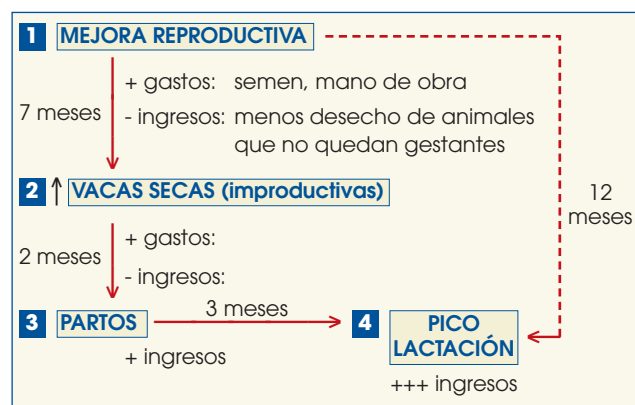 1 MEJORA REPRODUCTIVA
+ gastos: semen, mano de obra
7 meses
- ingresos: menos desecho de animales
que no quedan gestantes
2 ↑ VACAS SECAS (improductivas)
12
meses
+ gastos:
2 meses
- ingresos:
3 PARTOS
3 meses
4 PICO
LACTACIÓN
+ ingresos
+++ ingresos